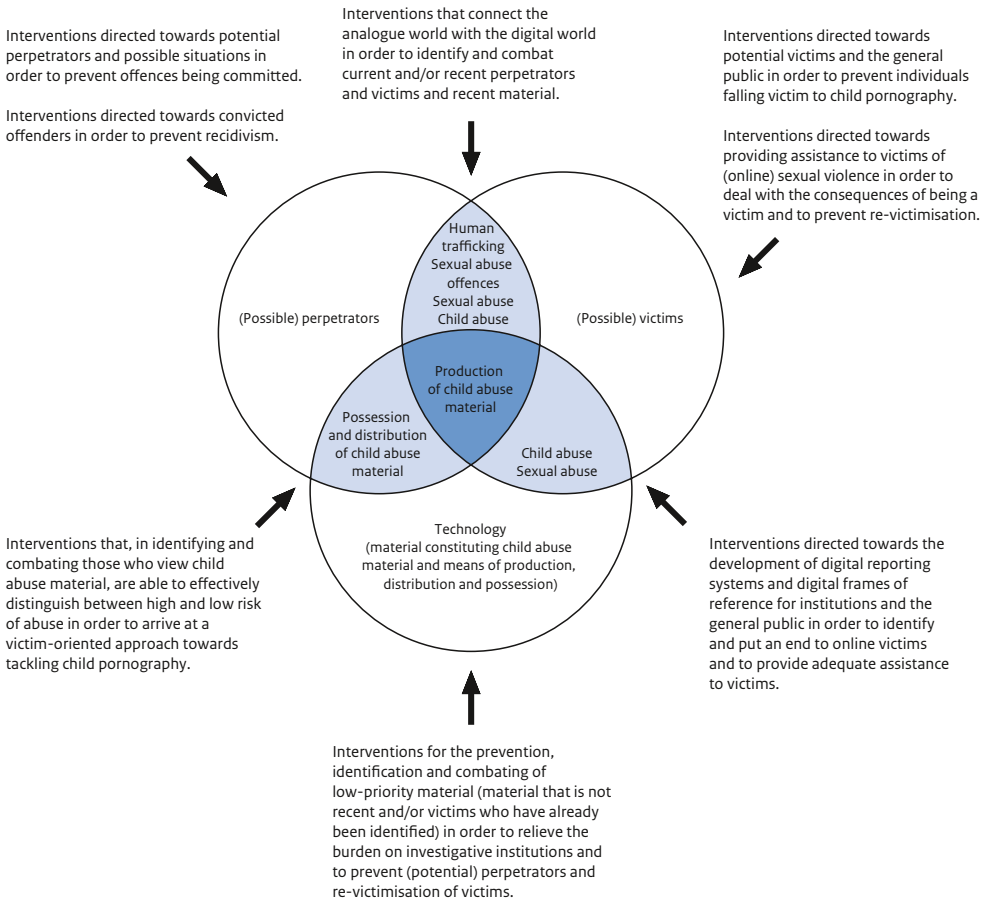 Interventions directed towards potential
perpetrators and possible situations in
order to prevent offences being committed.
Interventions directed towards convicted
offenders in order to prevent recidivism.
Interventions that connect the
analogue world with the digital world
in order to identify and combat
current and/or recent perpetrators
and victims and recent material.
Interventions directed towards
potential victims and the general
public in order to prevent individuals
falling victim to child pornography.
Interventions directed towards
providing assistance to victims of
(online) sexual violence in order to
deal with the consequences of being a
victim and to prevent re-victimisation.
Human
trafficking
Sexual abuse
offences
Sexual abuse
Child abuse
(Possible) perpetrators
(Possible) victims
Production
of child abuse
material
Possession
and distribution
of child abuse
material
Child abuse
Sexual abuse
Technology
(material constituting child abuse
material and means of production,
distribution and possession)
Interventions that, in identifying and
combating those who view child
abuse material, are able to effectively
distinguish between high and low risk
of abuse in order to arrive at a
victim-oriented approach towards
tackling child pornography.
Interventions directed towards the
development of digital reporting
systems and digital frames of
reference for institutions and the
general public in order to identify
and put an end to online victims
and to provide adequate assistance
to victims.
Interventions for the prevention,
identification and combating of
low-priority material (material that is not
recent and/or victims who have already
been identified) in order to relieve the
burden on investigative institutions and
to prevent (potential) perpetrators and
re-victimisation of victims.